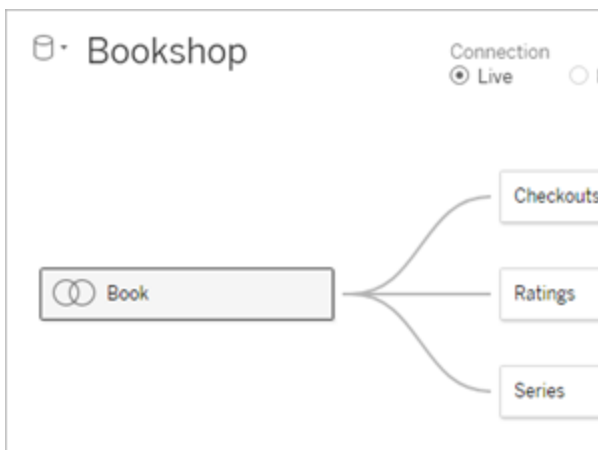 Bookshop
Connection
Live
Checkouts
Book
Ratings
Series